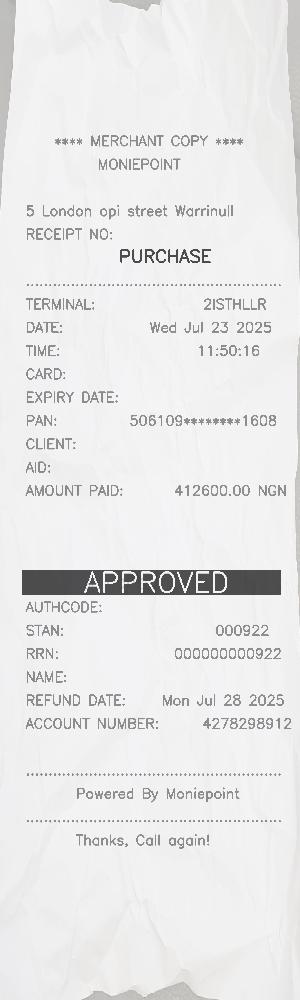 **** MERCHANT COPY ****
MONIEPOINT
5 London opi street Warrinull
RECEIPT NO:
PURCHASE
TERMINAL: 2ISTHLLR
DATE: Wed Jul 23 2025
TIME: 11:50:16
CARD:
EXPIRY DATE:
PAN: 506109********1608
CLIENT:
AID:
AMOUNT PAID: 412600.00 NGN
APPROVED
AUTHCODE:
STAN: 000922
RRN: 000000000922
NAME:
REFUND DATE: Mon Jul 28 2025
ACCOUNT NUMBER: 4278298912
Powered By Moniepoint
Thanks, Call again!